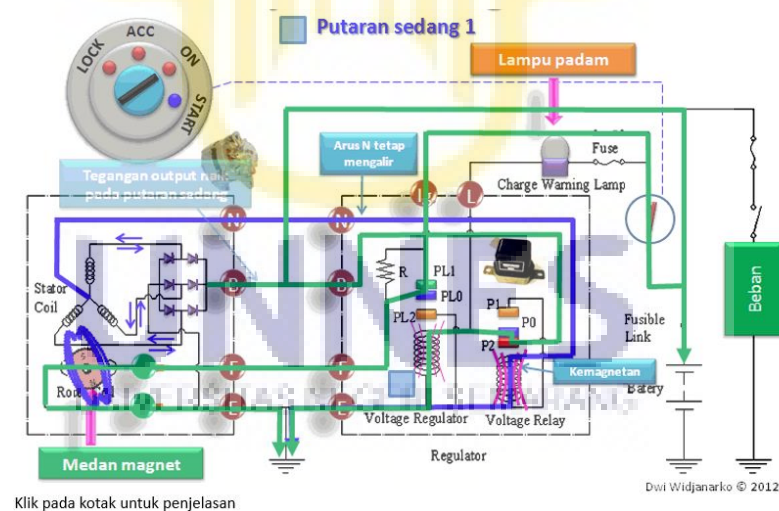 Putaran sedang 1
LOCK
ACC
ON
START
Lampu padam
Arus N tetap
mengalir
Tegangan output naik
pada putaran sedang
Fuse
Charge Warning Lamp
L
N
N
B
B
Stator
Coil
R
PL1
PL0
PL2
P1
P0
P2
Fusible
Link
Beban
Kemagnetan
Batery
F
F
E
E
Voltage Regulator
Voltage Relay
Regulator
Medan magnet
UNNES
Dwi Widjanarko © 2012
Klik pada kotak untuk penjelasan